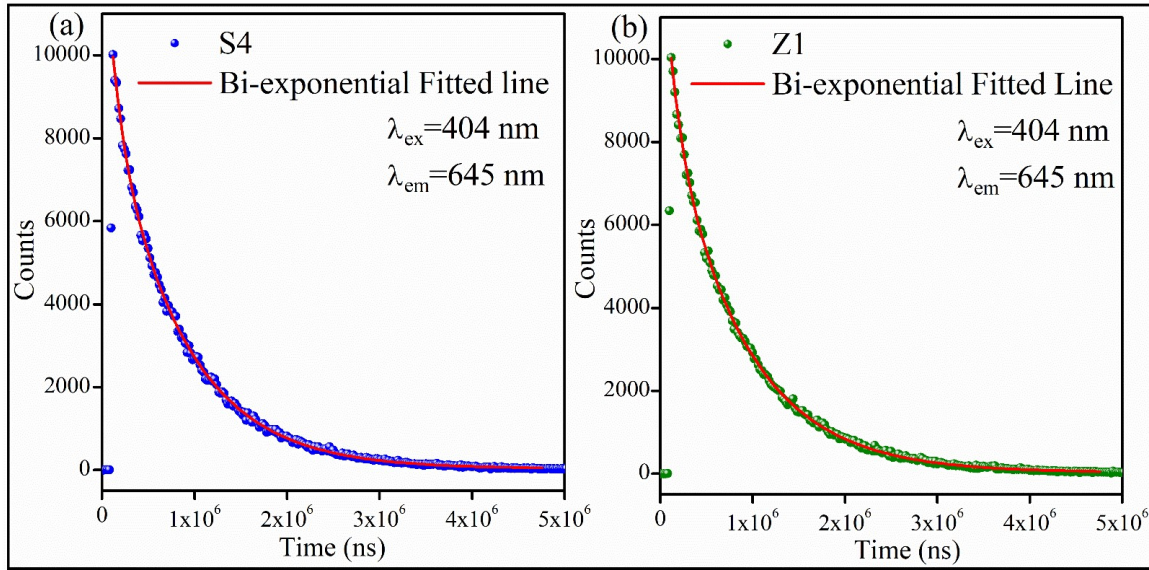 (a)
S4
Bi-exponential Fitted line
λex=404 nm
λem=645 nm
Counts
10000
8000
6000
4000
2000
0
0 1x10⁶ 2x10⁶ 3x10⁶ 4x10⁶ 5x10⁶
Time (ns)
(b)
Z1
Bi-exponential Fitted Line
λex=404 nm
λem=645 nm
Counts
10000
8000
6000
4000
2000
0
0 1x10⁶ 2x10⁶ 3x10⁶ 4x10⁶ 5x10⁶
Time (ns)